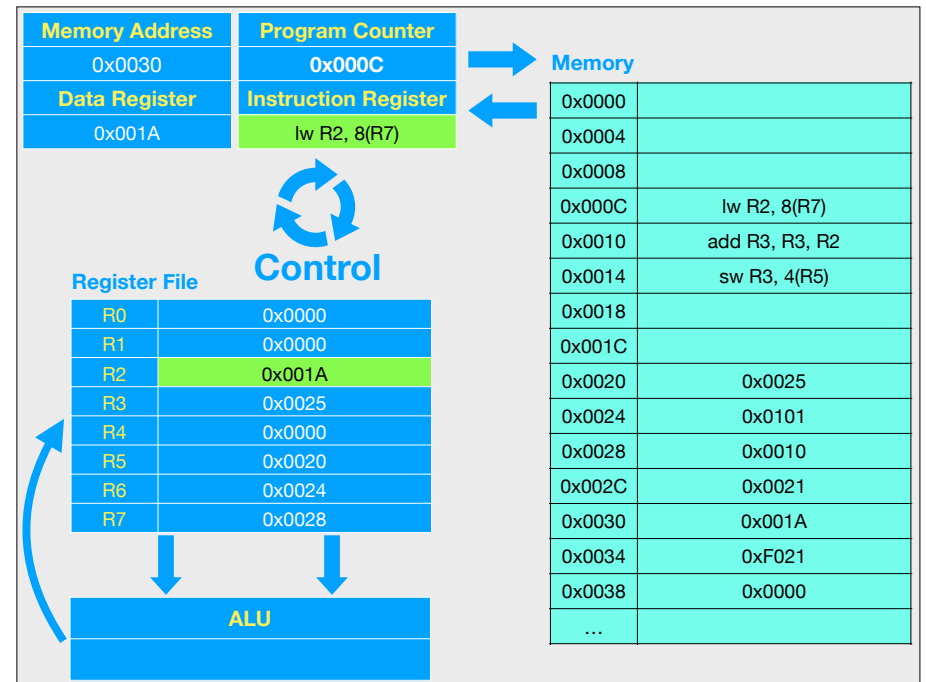 Memory Address Program Counter
0x0030 0x000C
Data Register Instruction Register
0x001A lw R2, 8(R7)
Control
Register File
R0 0x0000
R1 0x0000
R2 0x001A
R3 0x0025
R4 0x0000
R5 0x0020
R6 0x0024
R7 0x0028
ALU
Memory
0x0000
0x0004
0x0008
0x000C lw R2, 8(R7)
0x0010 add R3, R3, R2
0x0014 sw R3, 4(R5)
0x0018
0x001C
0x0020 0x0025
0x0024 0x0101
0x0028 0x0010
0x002C 0x0021
0x0030 0x001A
0x0034 0xF021
0x0038 0x0000
…